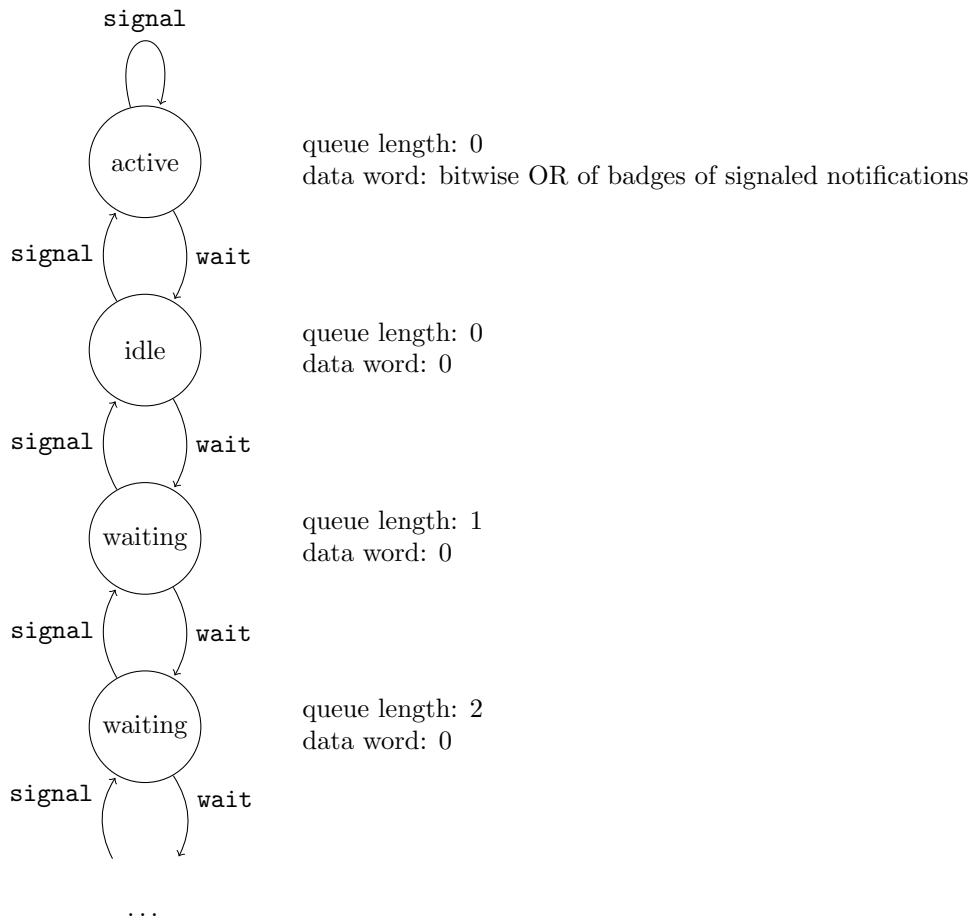 signal
active
queue length: 0
data word: bitwise OR of badges of signaled notifications
signal
wait
idle
queue length: 0
data word: 0
signal
wait
waiting
queue length: 1
data word: 0
signal
wait
waiting
queue length: 2
data word: 0
signal
wait
...